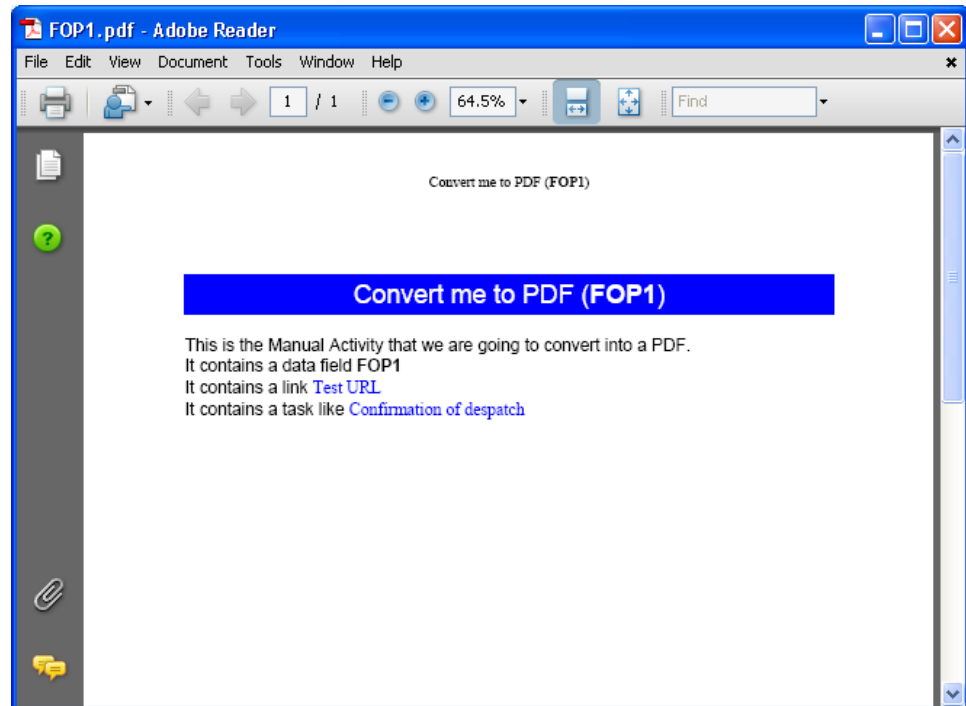 FOP1.pdf - Adobe Reader
File Edit View Document Tools Window Help
1 / 1 64.5% Find
Convert me to PDF (FOP1)
Convert me to PDF (FOP1)
This is the Manual Activity that we are going to convert into a PDF.
It contains a data field FOP1
It contains a link Test URL
It contains a task like Confirmation of despatch